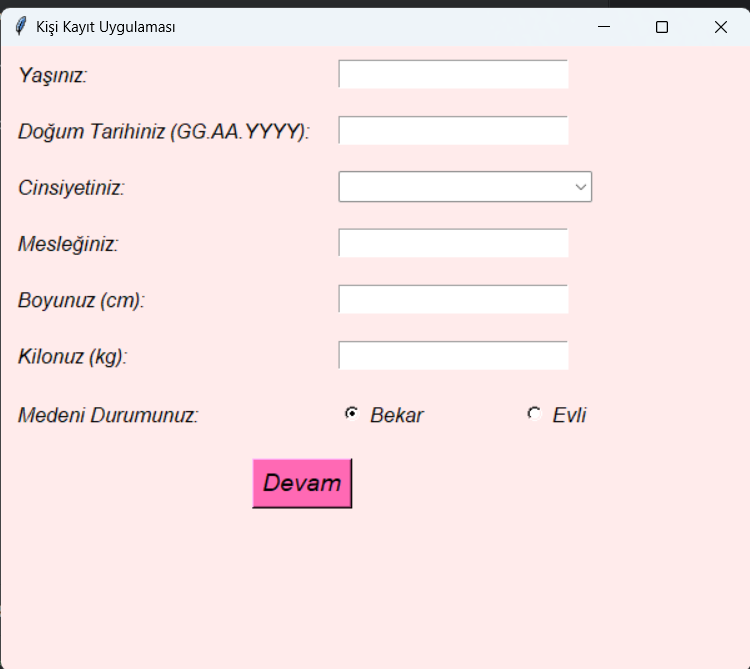 Kişi Kayıt Uygulaması
Yaşınız:
Doğum Tarihiniz (GG.AA.YYYY):
Cinsiyetiniz:
Mesleğiniz:
Boyunuz (cm):
Kilonuz (kg):
Medeni Durumunuz: Bekar Evli
Devam